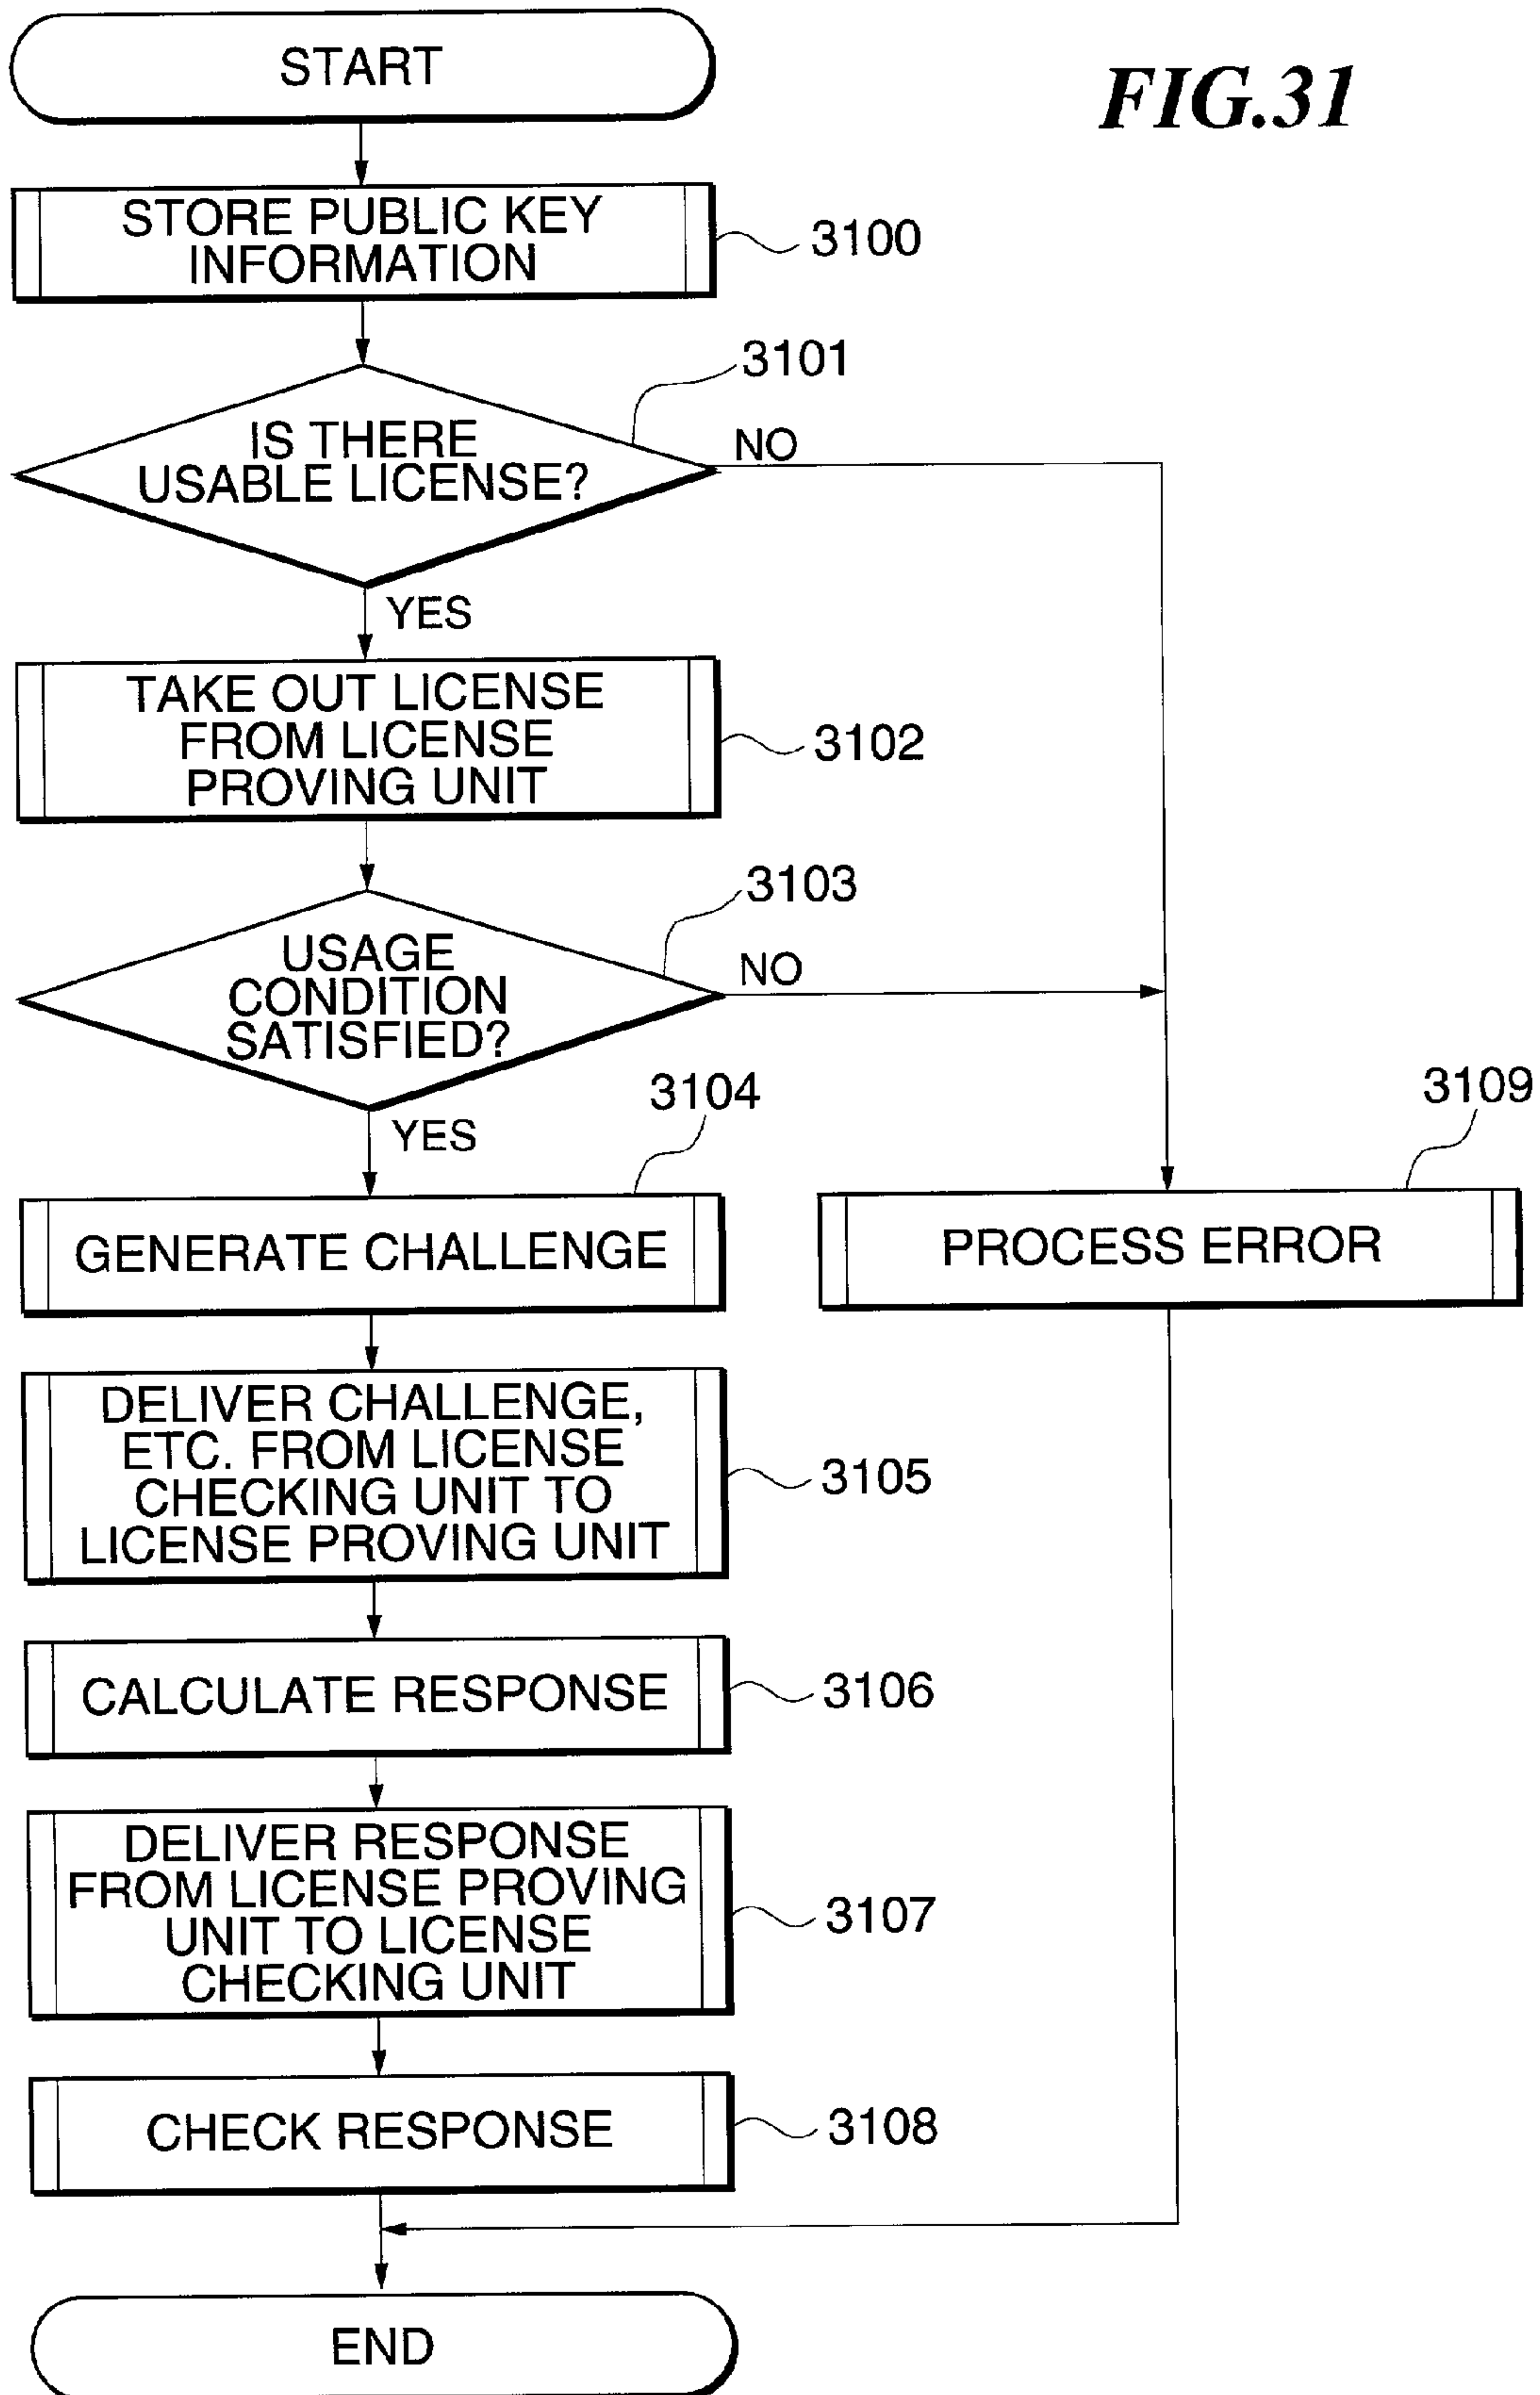 START
FIG.31
STORE PUBLIC KEY
INFORMATION
3100
3101
IS THERE
USABLE LICENSE?
NO
YES
TAKE OUT LICENSE
FROM LICENSE
PROVING UNIT
3102
3103
USAGE
CONDITION
SATISFIED?
NO
YES
3104
3109
GENERATE CHALLENGE
PROCESS ERROR
DELIVER CHALLENGE,
ETC. FROM LICENSE
CHECKING UNIT TO
LICENSE PROVING UNIT
3105
CALCULATE RESPONSE
3106
DELIVER RESPONSE
FROM LICENSE PROVING
UNIT TO LICENSE
CHECKING UNIT
3107
CHECK RESPONSE
3108
END